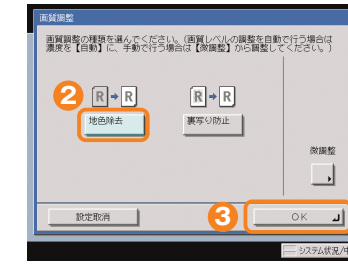 画質調整
画質調整の種類を選んでください。(画質レベルの調整を自動で行う場合は
濃度を【自動】に、手動で行う場合は【微調整】から調整してください。)
2
R R R R
地色除去 裏写り防止
微調整
設定取消
3
OK
システム状況/中